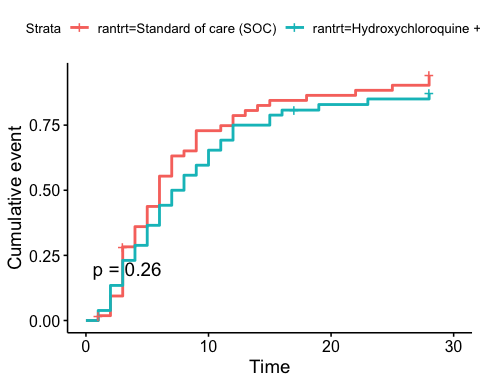 Strata rantrt=Standard of care (SOC) rantrt=Hydroxychloroquine +
Cumulative event
0.75
0.50
0.25
0.00
p = 0.26
0 10 20 30
Time